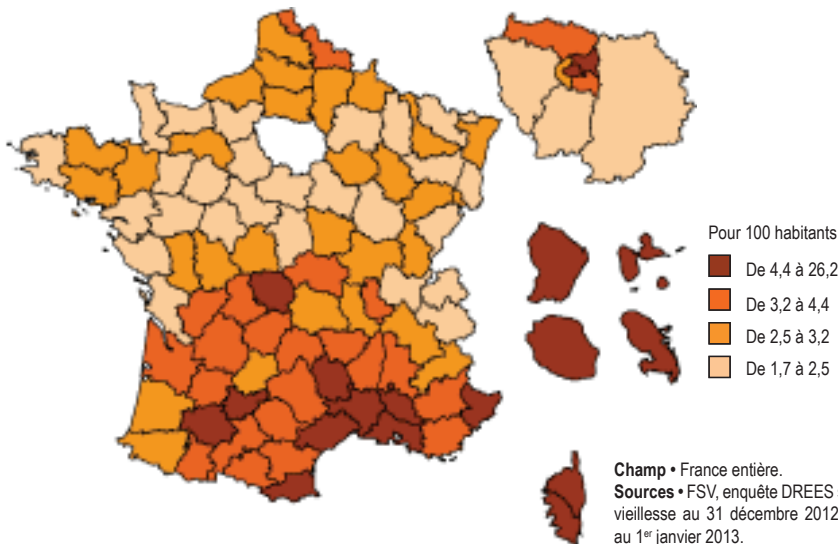 Pour 100 habitants
De 4,4 à 26,2
De 3,2 à 4,4
De 2,5 à 3,2
De 1,7 à 2,5
Champ • France entière.
Sources • FSV, enquête DREES
vieillesse au 31 décembre 2012
au 1er janvier 2013.